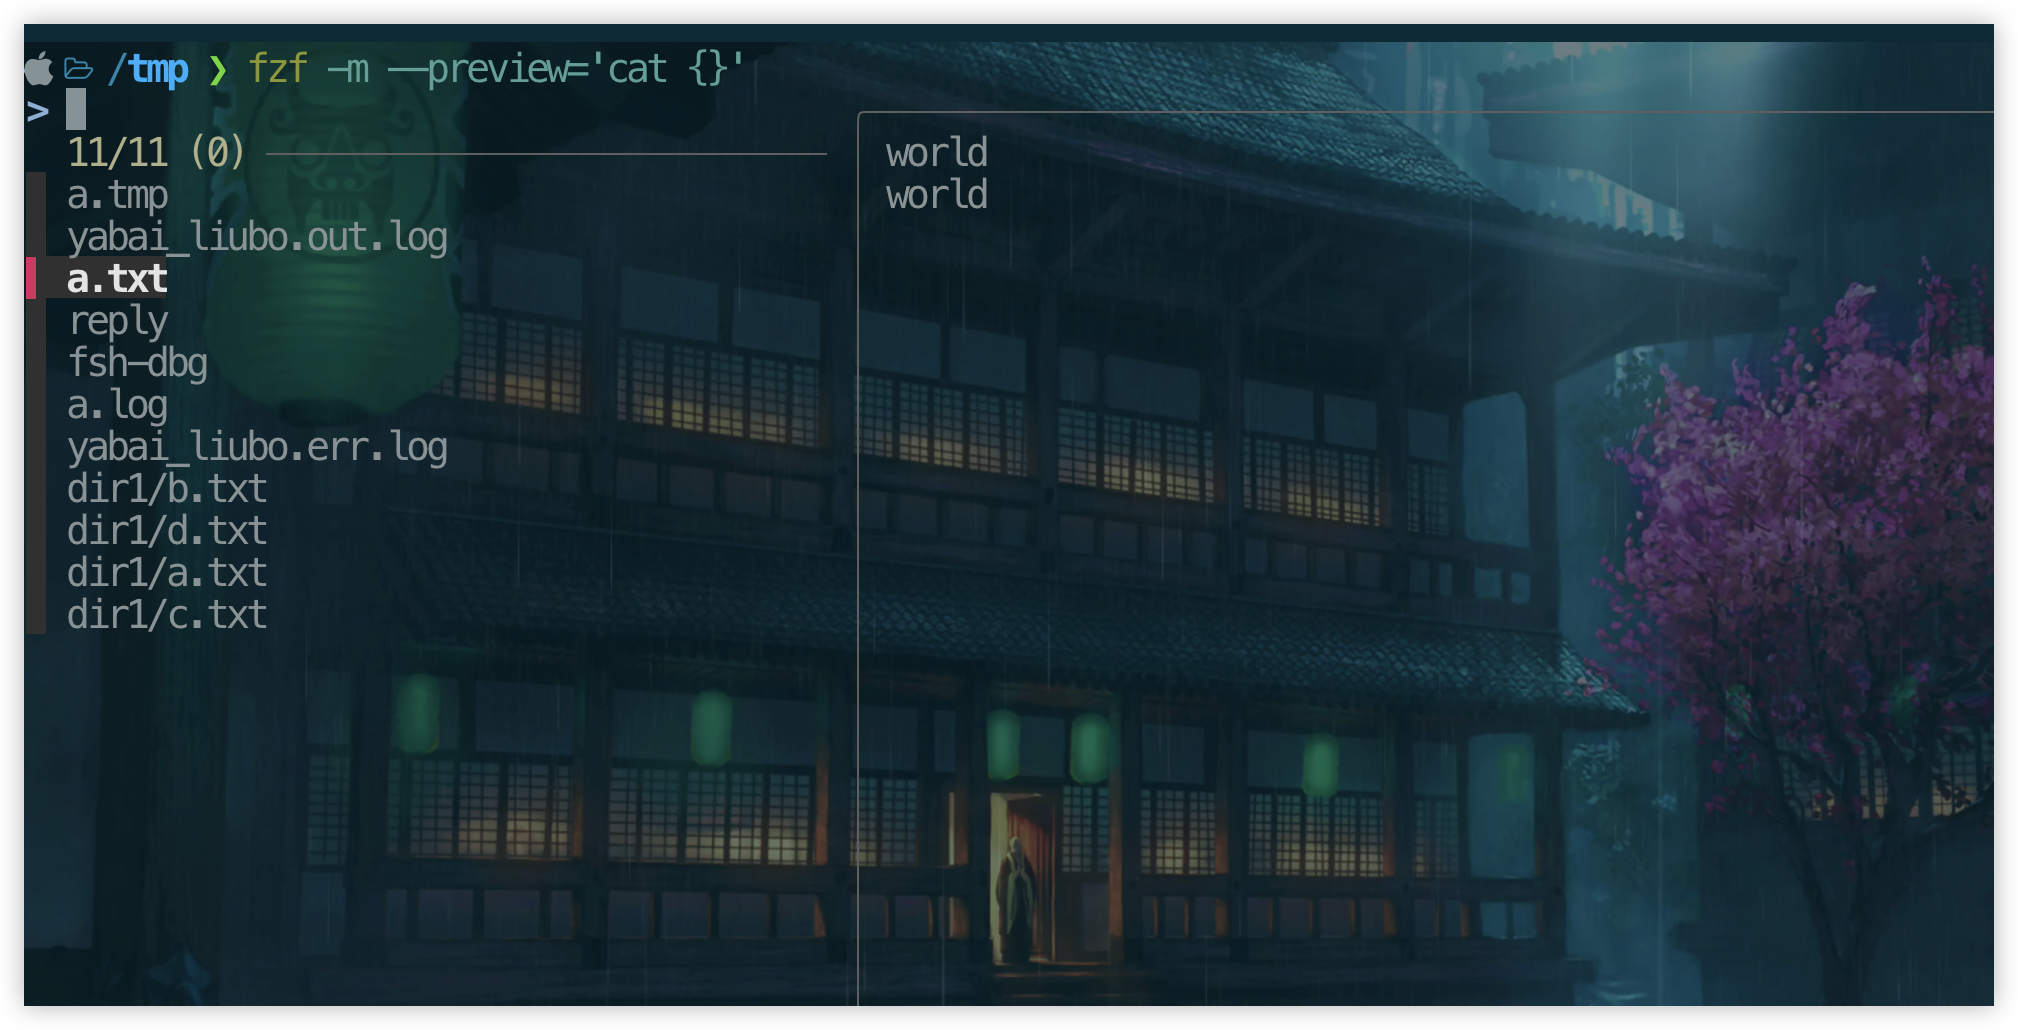 /tmp ❯ fzf -m --preview='cat {}'
>
11/11 (0)
a.tmp
yabai_liubo.out.log
a.txt
reply
fsh-dbg
a.log
yabai_liubo.err.log
dir1/b.txt
dir1/d.txt
dir1/a.txt
dir1/c.txt
world
world